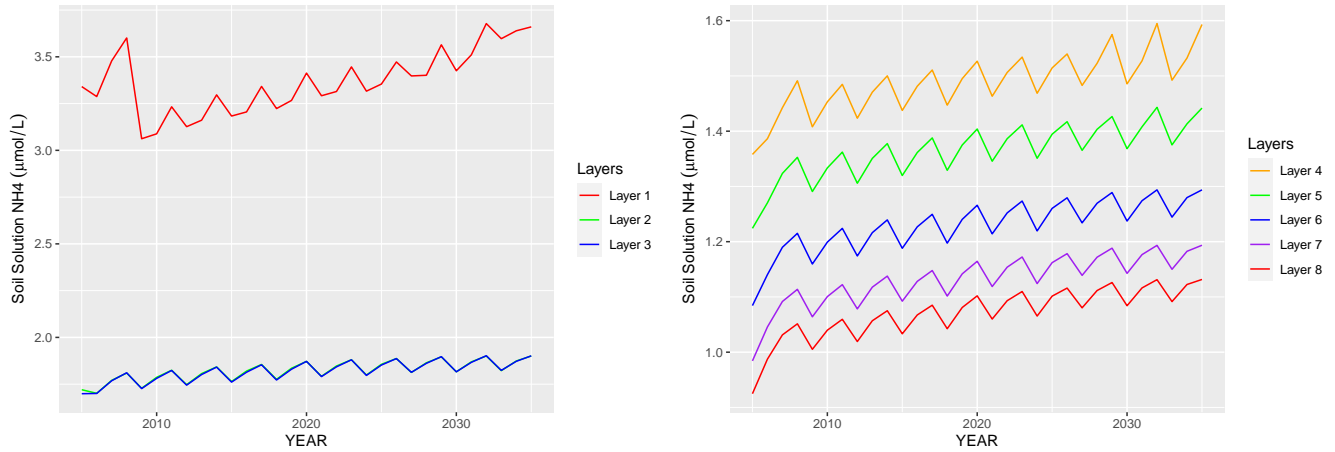 Soil Solution NH4 (μmol/L)
3.5
3.0
2.5
2.0
2010
2020
2030
YEAR
Layers
Layer 1
Layer 2
Layer 3
Soil Solution NH4 (μmol/L)
1.6
1.4
1.2
1.0
2010
2020
2030
YEAR
Layers
Layer 4
Layer 5
Layer 6
Layer 7
Layer 8